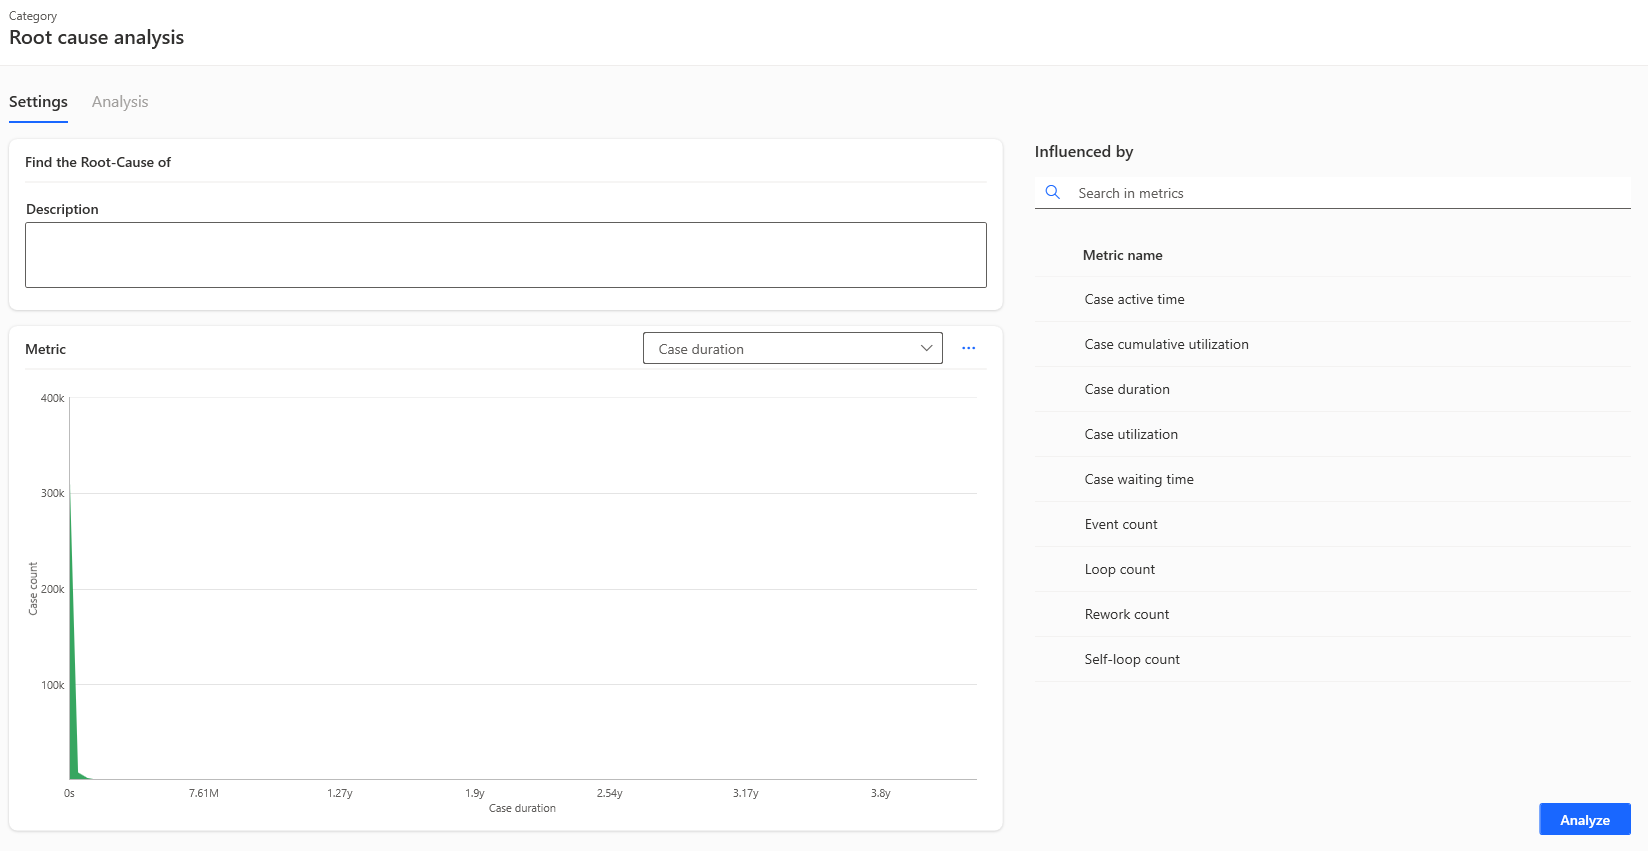 Category
Root cause analysis
Settings
Analysis
Find the Root-Cause of
Description
Metric
Case duration
400k
300k
200k
100k
Case count
0s
7.61M
1.27y
1.9y
2.54y
3.17y
3.8y
Case duration
Influenced by
Search in metrics
Metric name
Case active time
Case cumulative utilization
Case duration
Case utilization
Case waiting time
Event count
Loop count
Rework count
Self-loop count
Analyze